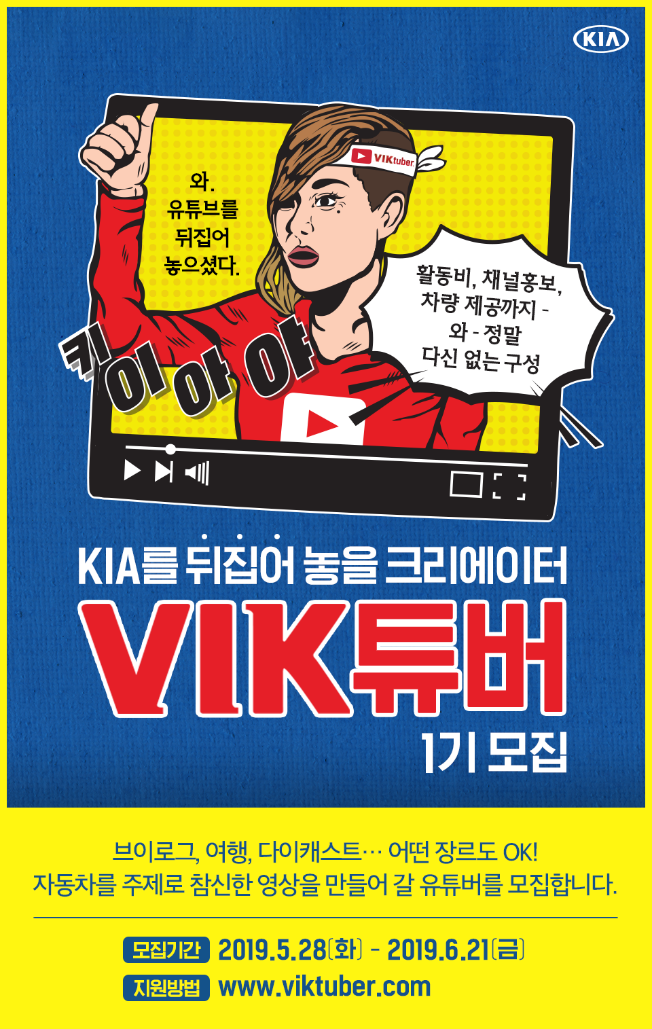 KIA
VIKtuber
와.
유튜브를
뒤집어
놓으셨다.
활동비, 채널홍보,
차량 제공까지 -
와 - 정말
다신 없는 구성
키이야야
KIA를 뒤집어 놓을 크리에이터
VIK튜버
1기 모집
브이로그, 여행, 다이캐스트… 어떤 장르도 OK!
자동차를 주제로 참신한 영상을 만들어 갈 유튜버를 모집합니다.
모집기간 2019.5.28(화) - 2019.6.21(금)
지원방법 www.viktuber.com